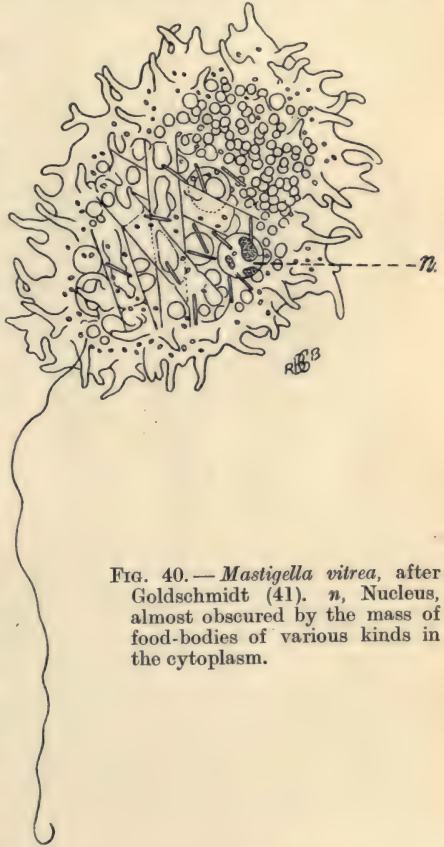 n
FIG. 40. — Mastigella vitrea, after
Goldschmidt (41). n, Nucleus,
almost obscured by the mass of
food-bodies of various kinds in
the cytoplasm.